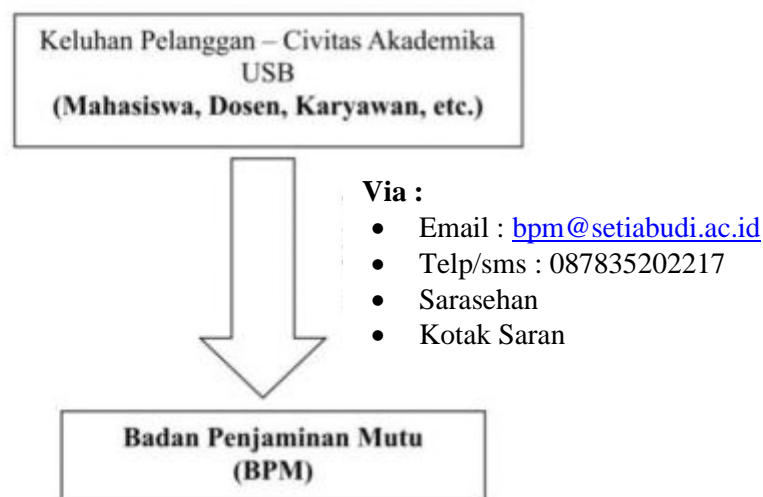 Keluhan Pelanggan – Civitas Akademika
USB
(Mahasiswa, Dosen, Karyawan, etc.)
Via :
• Email : bpm@setiabudi.ac.id
• Telp/sms : 087835202217
• Sarasehan
• Kotak Saran
Badan Penjaminan Mutu
(BPM)